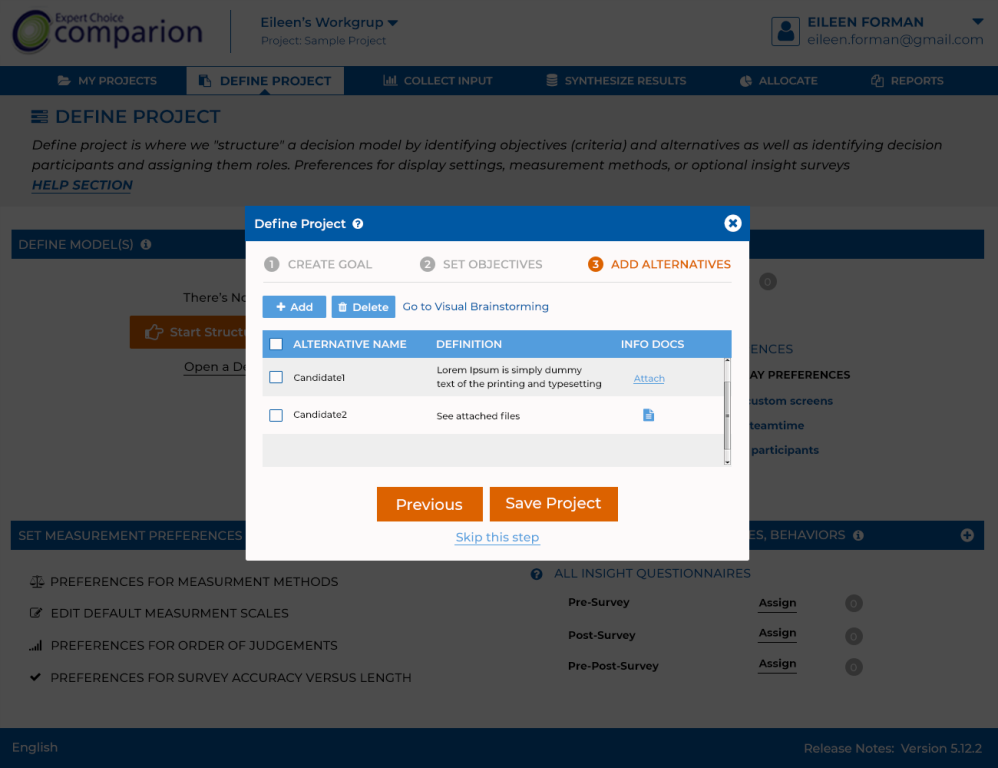 Expert Choice
comparion
Eileen's Workgrup
Project: Sample Project
EILEEN FORMAN
eileen.forman@gmail.com
MY PROJECTS
DEFINE PROJECT
COLLECT INPUT
SYNTHESIZE RESULTS
ALLOCATE
REPORTS
DEFINE PROJECT
Define project is where we "structure" a decision model by identifying objectives (criteria) and alternatives as well as identifying decision
participants and assigning them roles. Preferences for display settings, measurement methods, or optional insight surveys
HELP SECTION
DEFINE MODEL(S)
There's No
Start Struct
Open a De
Define Project
1 CREATE GOAL
2 SET OBJECTIVES
3 ADD ALTERNATIVES
+ Add
Delete
Go to Visual Brainstorming
ALTERNATIVE NAME
DEFINITION
INFO DOCS
Candidate1
Lorem Ipsum is simply dummy
text of the printing and typesetting
Attach
Candidate2
See attached files
Previous
Save Project
Skip this step
0
ENCES
AY PREFERENCES
ustom screens
teamtime
participants
SET MEASUREMENT PREFERENCES
ES, BEHAVIORS
PREFERENCES FOR MEASURMENT METHODS
EDIT DEFAULT MEASURMENT SCALES
PREFERENCES FOR ORDER OF JUDGEMENTS
PREFERENCES FOR SURVEY ACCURACY VERSUS LENGTH
ALL INSIGHT QUESTIONNAIRES
Pre-Survey Assign 0
Post-Survey Assign 0
Pre-Post-Survey Assign 0
English
Release Notes: Version 5.12.2